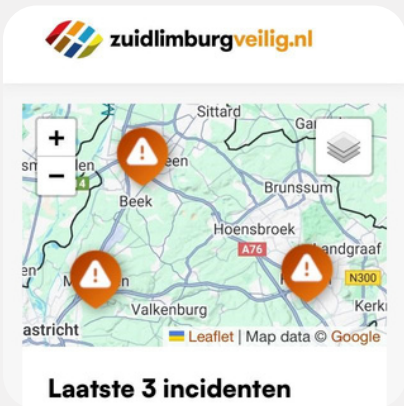 zuidlimburgveilig.nl
+
Sittard
−
Beek
Brunssum
Hoensbroek
A76
N300
Valkenburg
Leaflet | Map data © Google
Laatste 3 incidenten